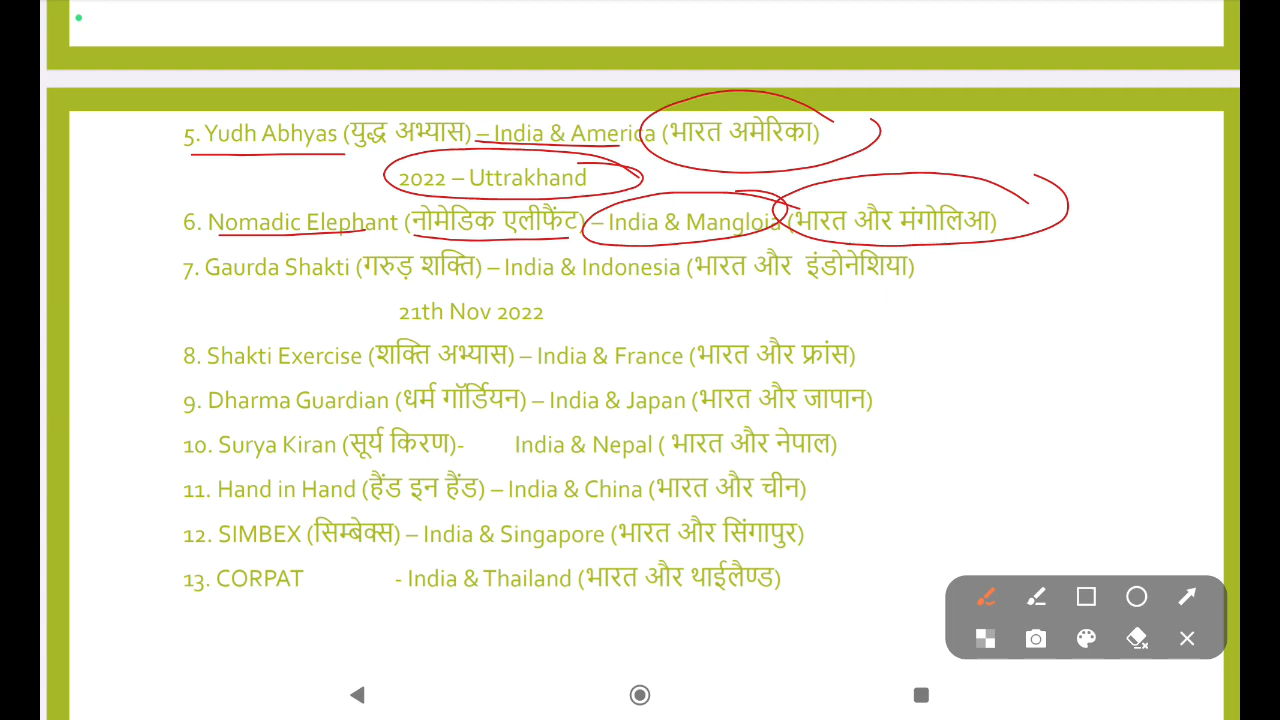 5. Yudh Abhyas (युद्ध अभ्यास) – India & America (भारत अमेरिका)
2022 – Uttrakhand
6. Nomadic Elephant (नोमेडिक एलीफैंट) – India & Mangloia (भारत और मंगोलिआ)
7. Gaurda Shakti (गरुड़ शक्ति) – India & Indonesia (भारत और इंडोनेशिया)
21th Nov 2022
8. Shakti Exercise (शक्ति अभ्यास) – India & France (भारत और फ्रांस)
9. Dharma Guardian (धर्म गॉर्डियन) – India & Japan (भारत और जापान)
10. Surya Kiran (सूर्य किरण)- India & Nepal ( भारत और नेपाल)
11. Hand in Hand (हैंड इन हैंड) – India & China (भारत और चीन)
12. SIMBEX (सिम्बेक्स) – India & Singapore (भारत और सिंगापुर)
13. CORPAT - India & Thailand (भारत और थाईलैण्ड)